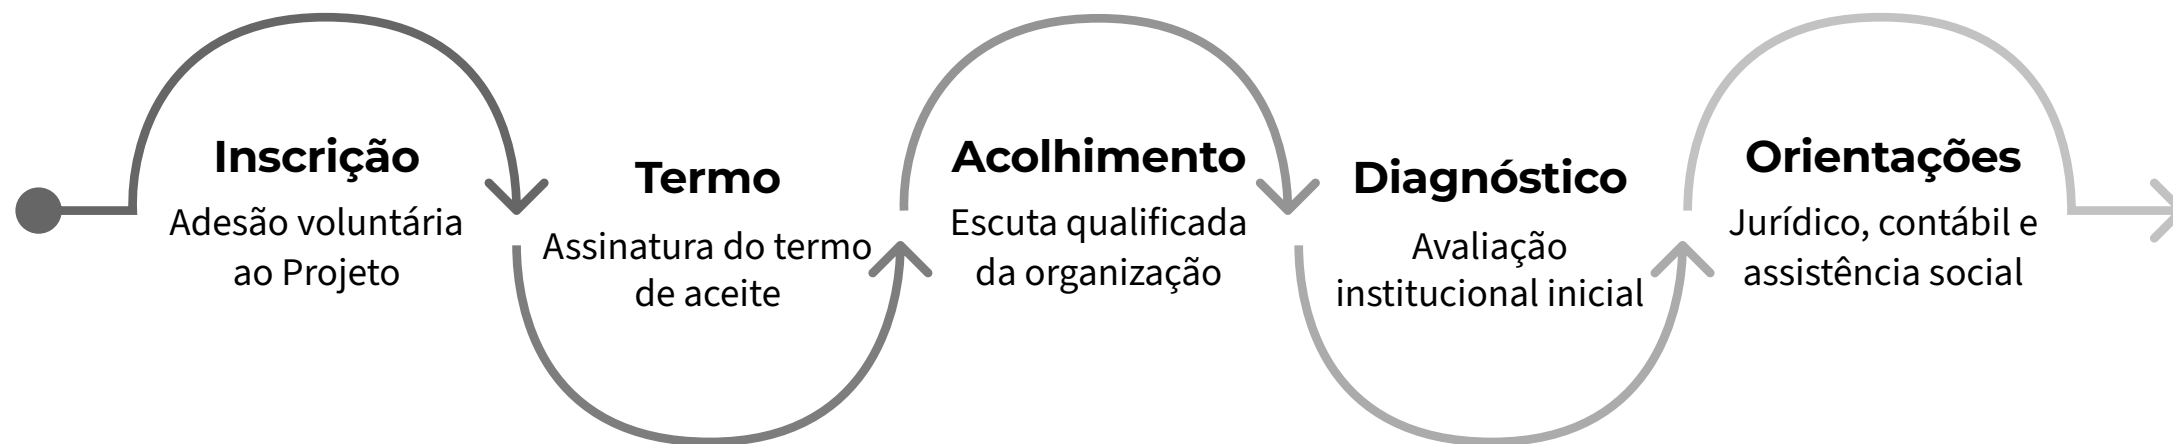 Inscrição
Adesão voluntária
ao Projeto
Termo
Assinatura do termo
de aceite
Acolhimento
Escuta qualificada
da organização
Diagnóstico
Avaliação
institucional inicial
Orientações
Jurídico, contábil e
assistência social